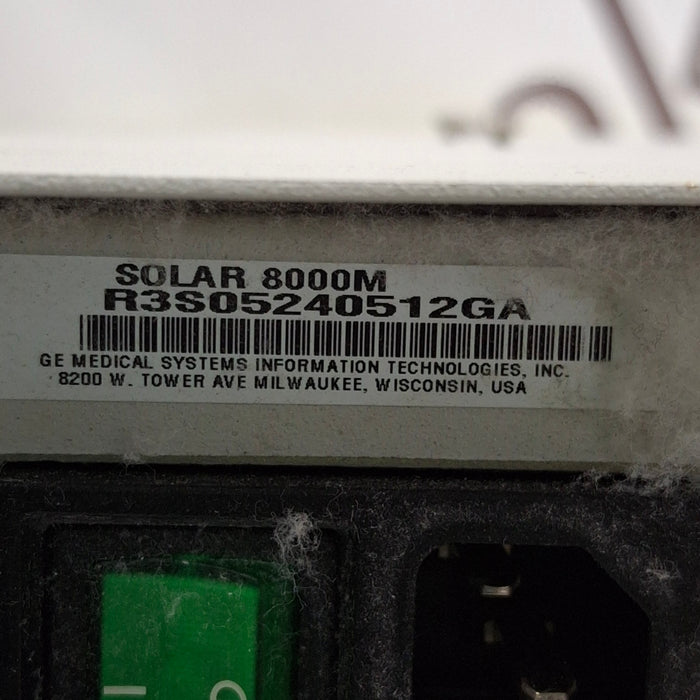 SOLAR 8000M
R3S05240512GA
GE MEDICAL SYSTEMS INFORMATION TECHNOLOGIES, INC.
8200 W. TOWER AVE MILWAUKEE, WISCONSIN, USA